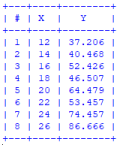 +---+----+--------+
| # | X  |   Y    |
+---+----+--------+
| 1 | 12 | 37.206 |
| 2 | 14 | 40.468 |
| 3 | 16 | 52.426 |
| 4 | 18 | 46.507 |
| 5 | 20 | 64.479 |
| 6 | 22 | 53.457 |
| 7 | 24 | 74.457 |
| 8 | 26 | 86.666 |
+---+----+--------+